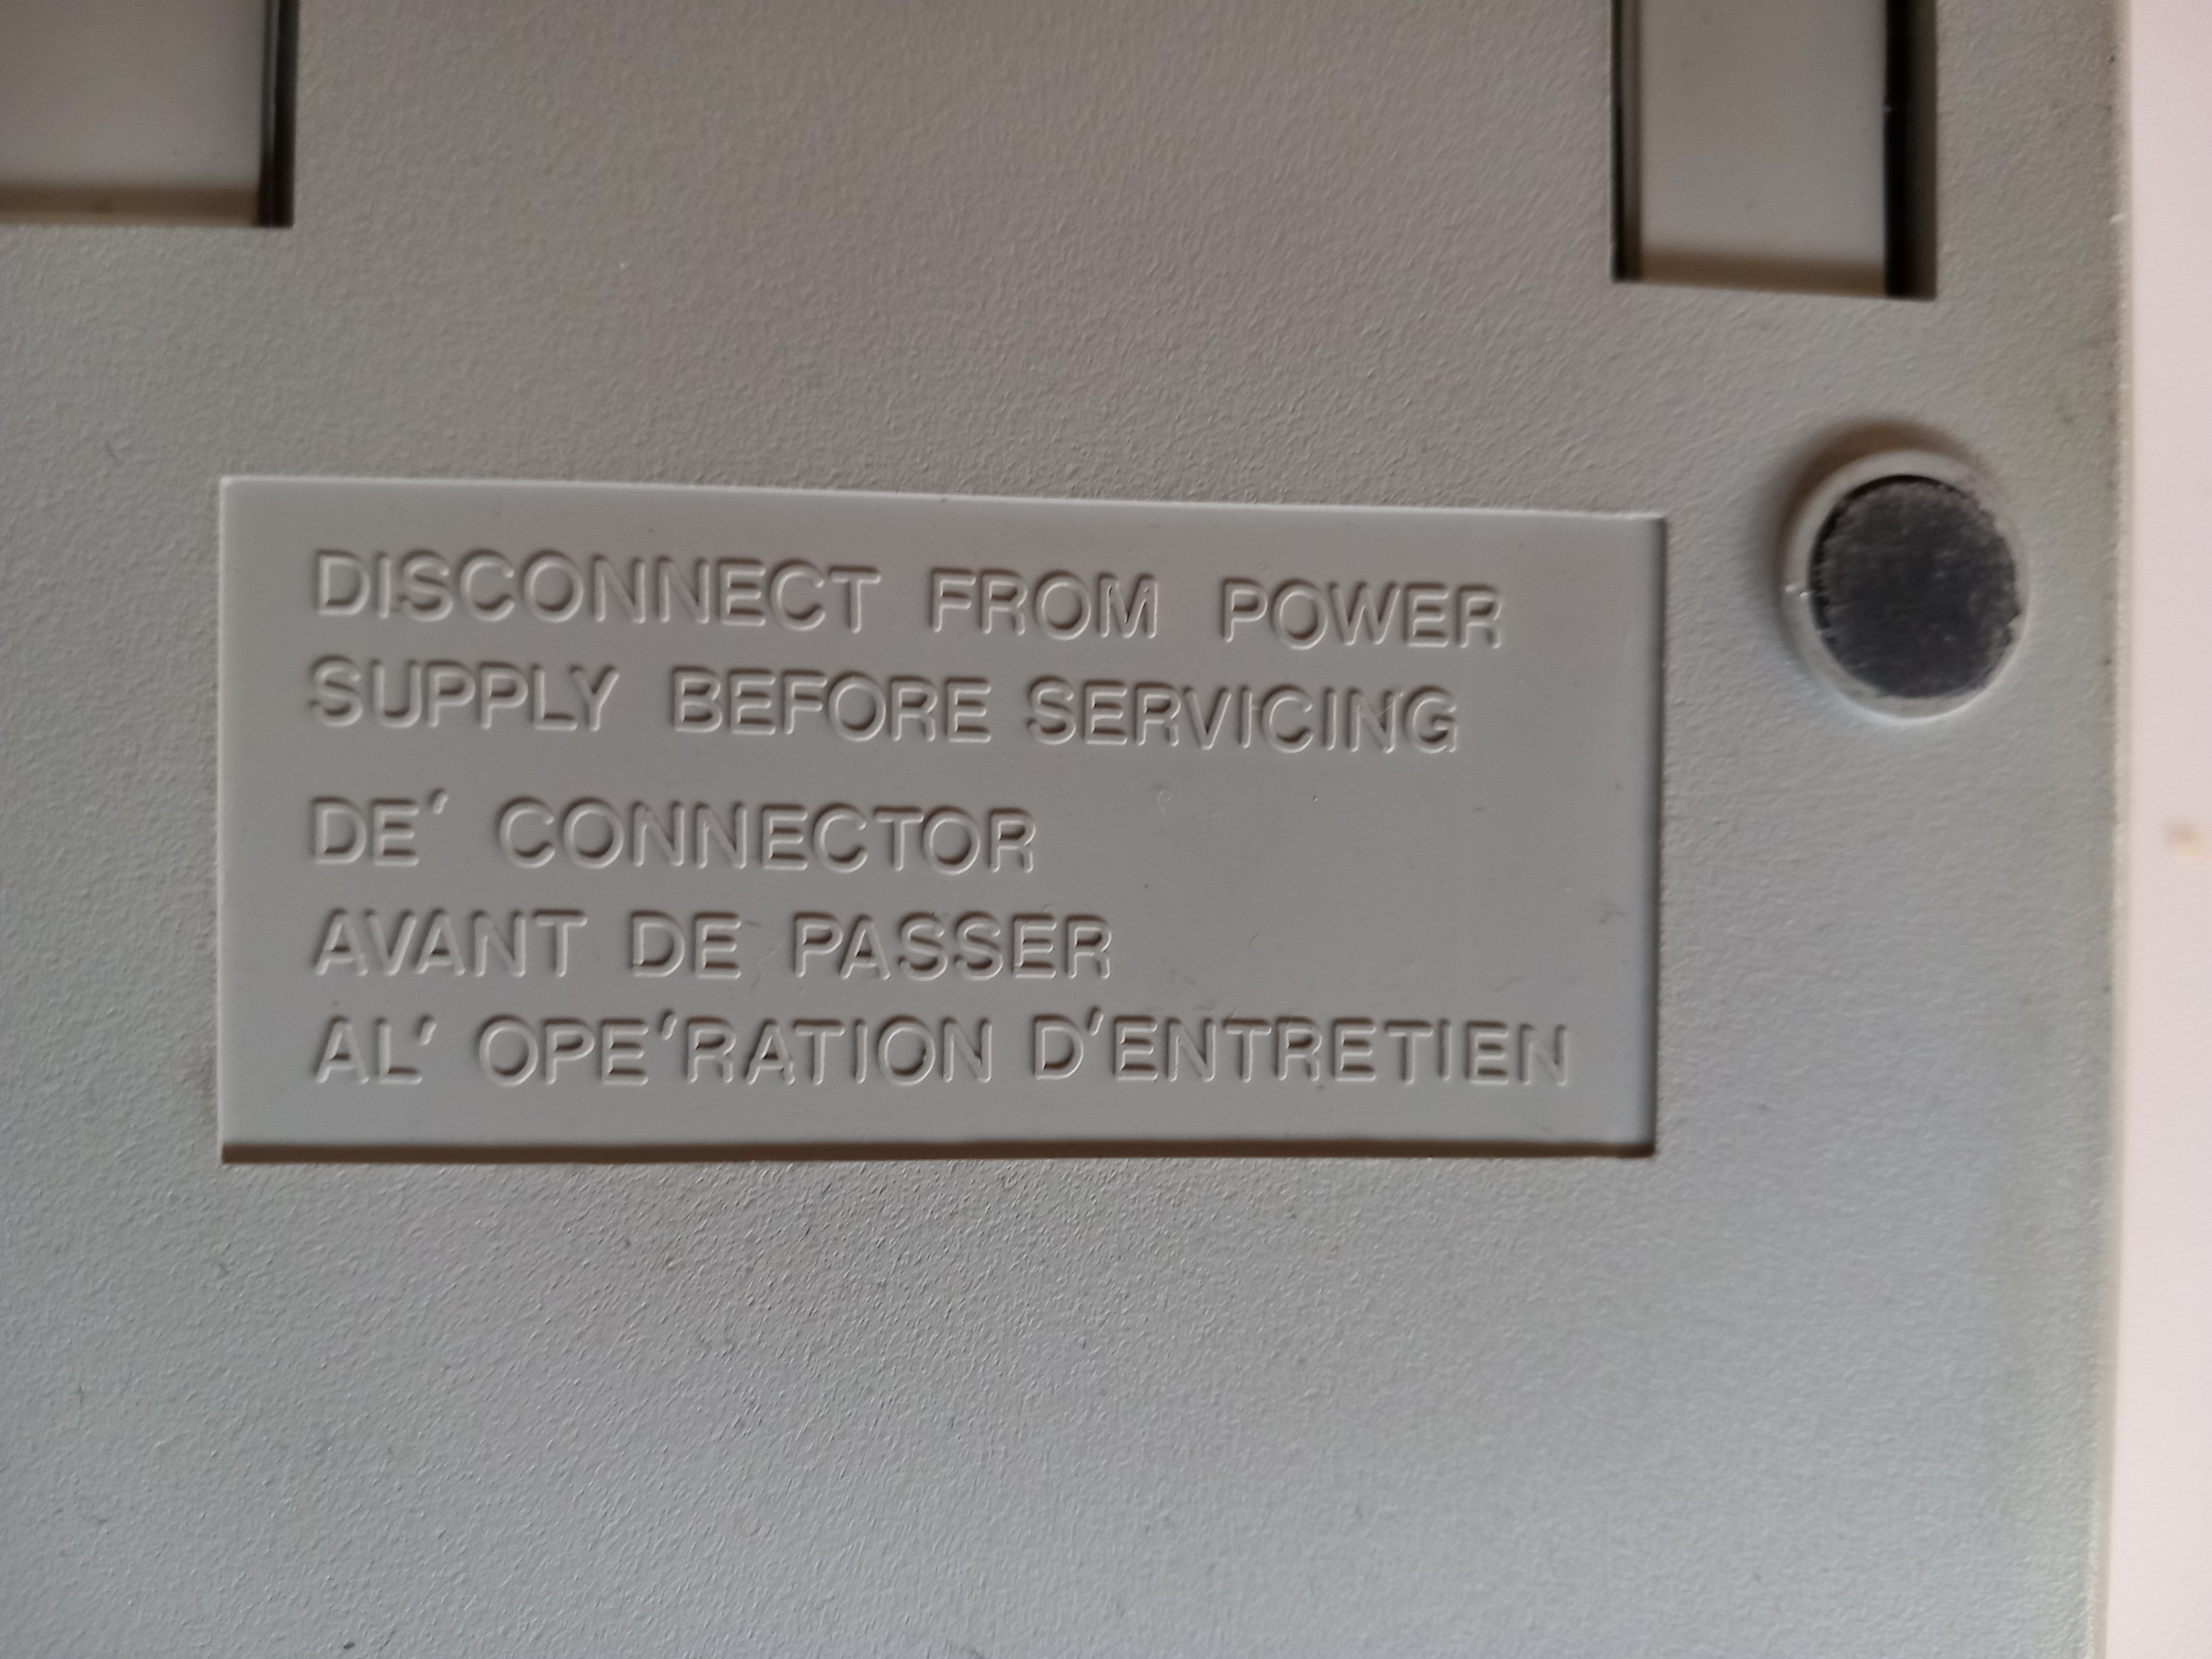 DISCONNECT FROM POWER
SUPPLY BEFORE SERVICING
DE' CONNECTOR
AVANT DE PASSER
AL' OPE'RATION D'ENTRETIEN